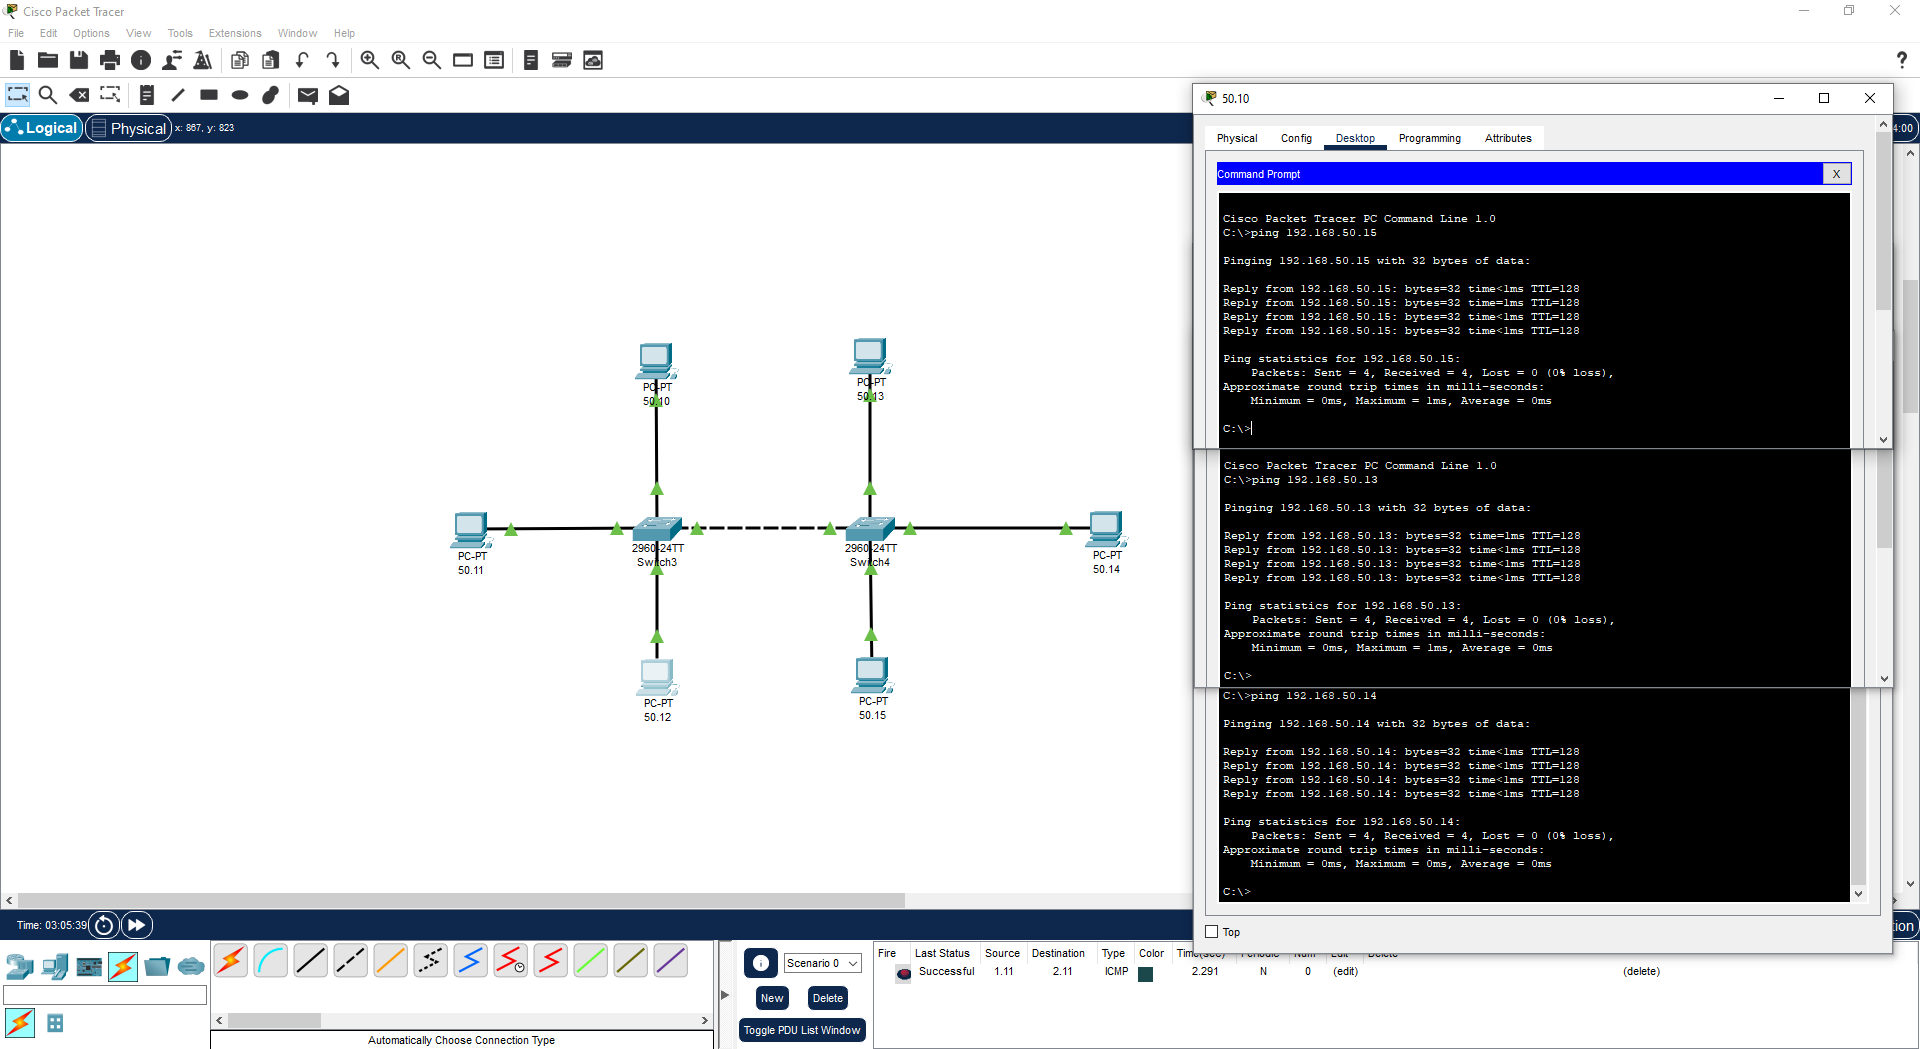 Cisco Packet Tracer
File Edit Options View Tools Extensions Window Help
?
Logical
Physical
x: 867, y: 823
4:00
PC-PT
50.10
PC-PT
50.13
PC-PT
50.11
2960-24TT
Switch3
2960-24TT
Switch4
PC-PT
50.14
PC-PT
50.12
PC-PT
50.15
50.10
Physical Config Desktop Programming Attributes
Command Prompt
X
Cisco Packet Tracer PC Command Line 1.0
C:\>ping 192.168.50.15
Pinging 192.168.50.15 with 32 bytes of data:
Reply from 192.168.50.15: bytes=32 time<1ms TTL=128
Reply from 192.168.50.15: bytes=32 time=1ms TTL=128
Reply from 192.168.50.15: bytes=32 time<1ms TTL=128
Reply from 192.168.50.15: bytes=32 time<1ms TTL=128
Ping statistics for 192.168.50.15:
Packets: Sent = 4, Received = 4, Lost = 0 (0% loss),
Approximate round trip times in milli-seconds:
Minimum = 0ms, Maximum = 1ms, Average = 0ms
C:\>
Cisco Packet Tracer PC Command Line 1.0
C:\>ping 192.168.50.13
Pinging 192.168.50.13 with 32 bytes of data:
Reply from 192.168.50.13: bytes=32 time=1ms TTL=128
Reply from 192.168.50.13: bytes=32 time<1ms TTL=128
Reply from 192.168.50.13: bytes=32 time<1ms TTL=128
Reply from 192.168.50.13: bytes=32 time<1ms TTL=128
Ping statistics for 192.168.50.13:
Packets: Sent = 4, Received = 4, Lost = 0 (0% loss),
Approximate round trip times in milli-seconds:
Minimum = 0ms, Maximum = 1ms, Average = 0ms
C:\>
C:\>ping 192.168.50.14
Pinging 192.168.50.14 with 32 bytes of data:
Reply from 192.168.50.14: bytes=32 time<1ms TTL=128
Reply from 192.168.50.14: bytes=32 time<1ms TTL=128
Reply from 192.168.50.14: bytes=32 time<1ms TTL=128
Reply from 192.168.50.14: bytes=32 time<1ms TTL=128
Ping statistics for 192.168.50.14:
Packets: Sent = 4, Received = 4, Lost = 0 (0% loss),
Approximate round trip times in milli-seconds:
Minimum = 0ms, Maximum = 0ms, Average = 0ms
C:\>
Top
Time: 03:05:39
ion
Automatically Choose Connection Type
Scenario 0
New
Delete
Toggle PDU List Window
Fire Last Status Source Destination Type Color Time(sec) Periodic Num Edit Delete
Successful 1.11 2.11 ICMP 2.291 N 0 (edit) (delete)